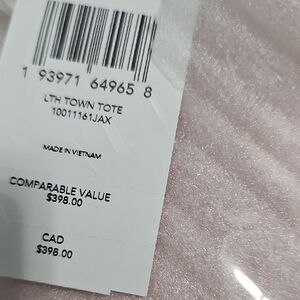 1 93971 64965 8
LTH TOWN TOTE
10011161JAX
MADE IN VIETNAM
COMPARABLE VALUE
$398.00
CAD
$398.00